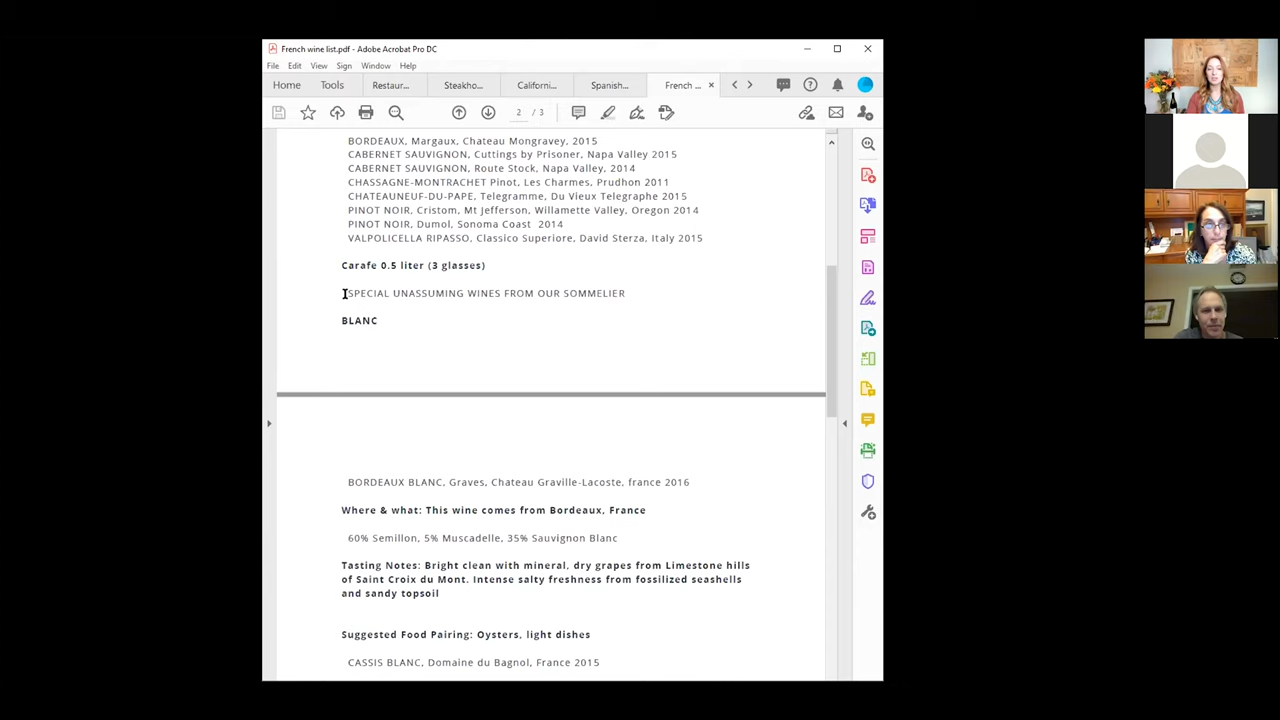 French wine list.pdf - Adobe Acrobat Pro DC
File Edit View Sign Window Help
Home Tools Restaur... Steakho... Californi... Spanish... French ...
2 / 3
BORDEAUX, Margaux, Chateau Mongravey, 2015
CABERNET SAUVIGNON, Cuttings by Prisoner, Napa Valley 2015
CABERNET SAUVIGNON, Route Stock, Napa Valley, 2014
CHASSAGNE-MONTRACHET Pinot, Les Charmes, Prudhon 2011
CHATEAUNEUF-DU-PAPE, Telegramme, Du Vieux Telegraphe 2015
PINOT NOIR, Cristom, Mt Jefferson, Willamette Valley, Oregon 2014
PINOT NOIR, Dumol, Sonoma Coast 2014
VALPOLICELLA RIPASSO, Classico Superiore, David Sterza, Italy 2015
Carafe 0.5 liter (3 glasses)
SPECIAL UNASSUMING WINES FROM OUR SOMMELIER
BLANC
BORDEAUX BLANC, Graves, Chateau Graville-Lacoste, france 2016
Where & what: This wine comes from Bordeaux, France
60% Semillon, 5% Muscadelle, 35% Sauvignon Blanc
Tasting Notes: Bright clean with mineral, dry grapes from Limestone hills
of Saint Croix du Mont. Intense salty freshness from fossilized seashells
and sandy topsoil
Suggested Food Pairing: Oysters, light dishes
CASSIS BLANC, Domaine du Bagnol, France 2015